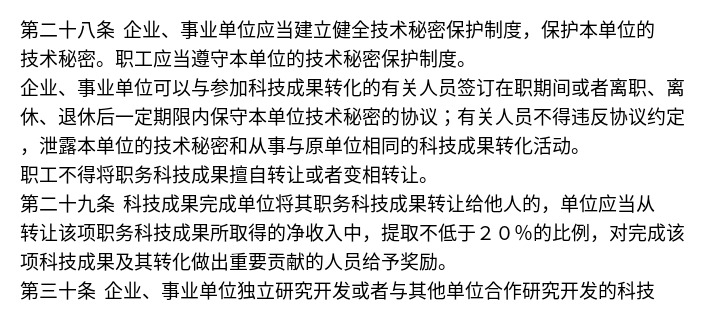 第二十八条 企业、事业单位应当建立健全技术秘密保护制度，保护本单位的
技术秘密。职工应当遵守本单位的技术秘密保护制度。
企业、事业单位可以与参加科技成果转化的有关人员签订在职期间或者离职、离
休、退休后一定期限内保守本单位技术秘密的协议；有关人员不得违反协议约定
，泄露本单位的技术秘密和从事与原单位相同的科技成果转化活动。
职工不得将职务科技成果擅自转让或者变相转让。
第二十九条 科技成果完成单位将其职务科技成果转让给他人的，单位应当从
转让该项职务科技成果所取得的净收入中，提取不低于２０％的比例，对完成该
项科技成果及其转化做出重要贡献的人员给予奖励。
第三十条 企业、事业单位独立研究开发或者与其他单位合作研究开发的科技